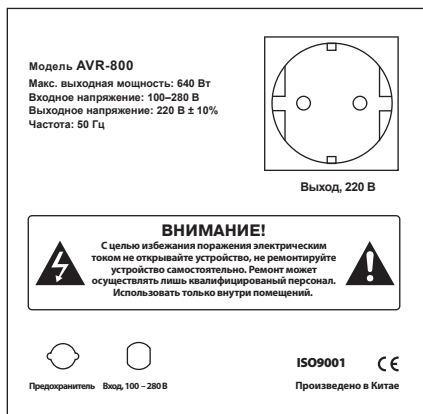 Модель AVR-800
Макс. выходная мощность: 640 Вт
Входное напряжение: 100–280 В
Выходное напряжение: 220 В ± 10%
Частота: 50 Гц
Выход, 220 В
ВНИМАНИЕ!
С целью избежания поражения электрическим
током не открывайте устройство, не ремонтируйте
устройство самостоятельно. Ремонт может
осуществлять лишь квалифицированый персонал.
Использовать только внутри помещений.
ISO9001 CE
Предохранитель Вход, 100 – 280 В Произведено в Китае